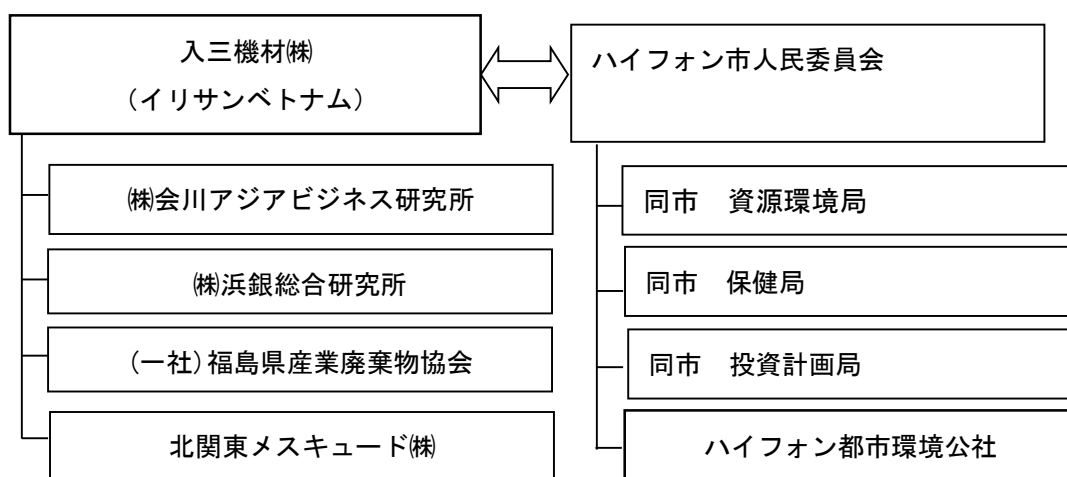 入三機材㈱
（イリサンベトナム）
㈱会川アジアビジネス研究所
㈱浜銀総合研究所
（一社）福島県産業廃棄物協会
北関東メスキュード㈱
ハイフォン市人民委員会
同市　資源環境局
同市　保健局
同市　投資計画局
ハイフォン都市環境公社